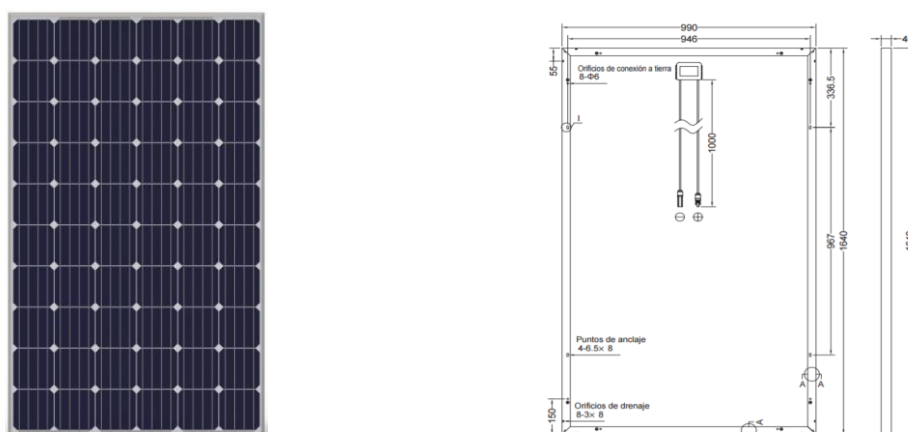 990
946
4
55
Orificios de conexión a tierra
8-Φ6
336.5
I
1000
967
1640
Puntos de anclaje
4-6.5× 8
A A
150
Orificios de drenaje
8-3× 8
A